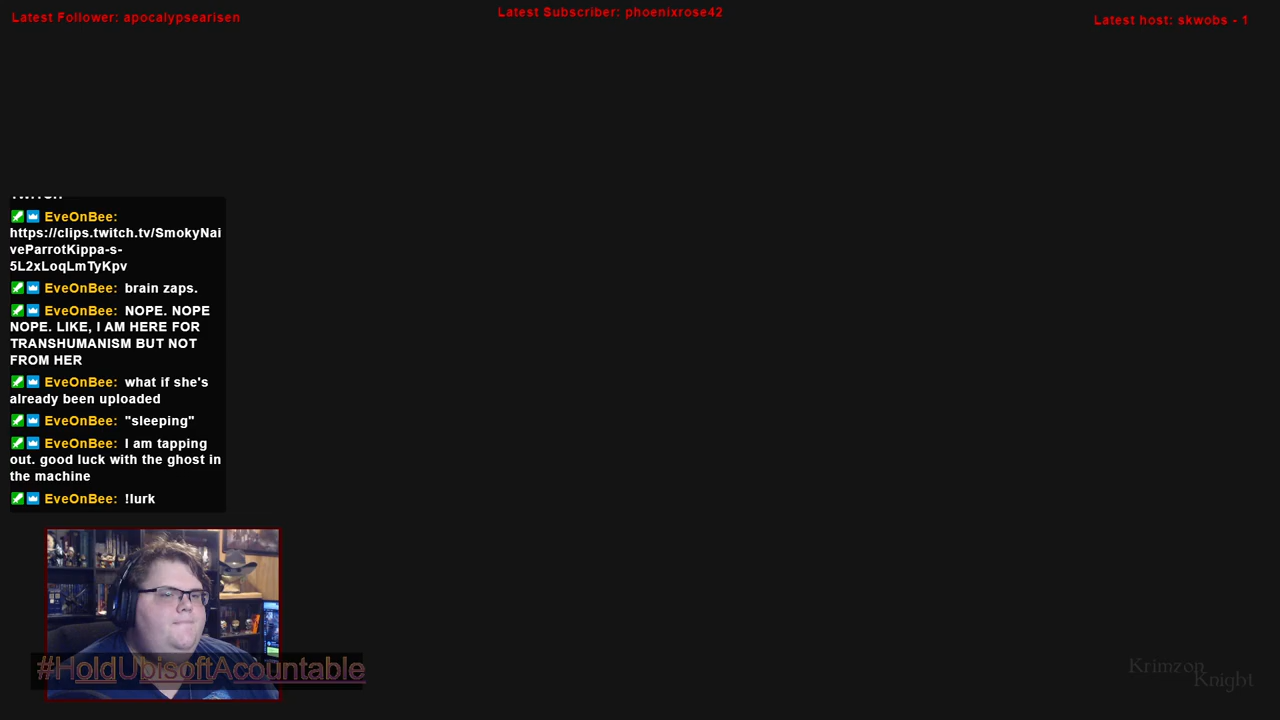 Latest Follower: apocalypsearisen
Latest Subscriber: phoenixrose42
Latest host: skwobs - 1
EveOnBee:
https://clips.twitch.tv/SmokyNai
veParrotKippa-s-
5L2xLoqLmTyKpv
EveOnBee: brain zaps.
EveOnBee: NOPE. NOPE
NOPE. LIKE, I AM HERE FOR
TRANSHUMANISM BUT NOT
FROM HER
EveOnBee: what if she's
already been uploaded
EveOnBee: "sleeping"
EveOnBee: I am tapping
out. good luck with the ghost in
the machine
EveOnBee: !lurk
#HoldUbisoftAcountable
Krimzon
Knight